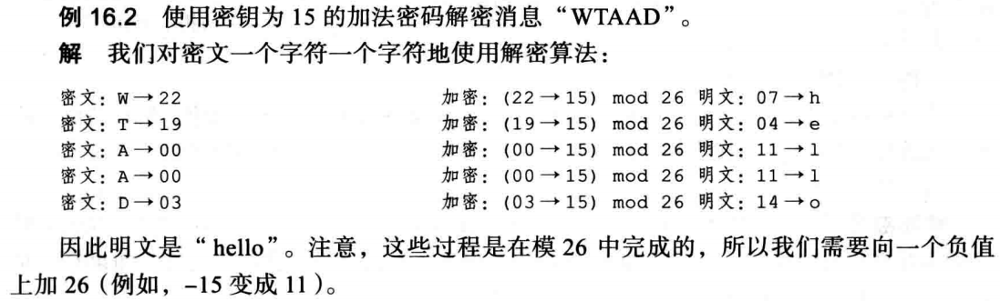 例 16.2 使用密钥为 15 的加法密码解密消息“WTAAD”。
解 我们对密文一个字符一个字符地使用解密算法：
密文：W→22 加密：(22→15) mod 26 明文：07→h
密文：T→19 加密：(19→15) mod 26 明文：04→e
密文：A→00 加密：(00→15) mod 26 明文：11→l
密文：A→00 加密：(00→15) mod 26 明文：11→l
密文：D→03 加密：(03→15) mod 26 明文：14→o
因此明文是“hello”。注意，这些过程是在模 26 中完成的，所以我们需要向一个负值
上加 26（例如，–15 变成 11）。